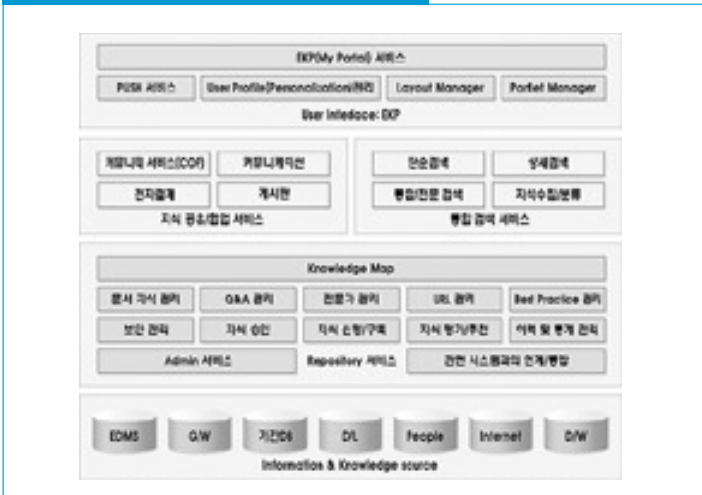 EKP(My Portal) 서비스
PUSH 서비스 User Profile(Personalization)관리 Layout Manager Portlet Manager
User Interface: EKP
커뮤니티 서비스(COP) 커뮤니케이션 단순검색 상세검색
전자결재 게시판 통합/전문 검색 지식수집/분류
지식 공유/협업 서비스 통합 검색 서비스
Knowledge Map
문서 지식 관리 Q&A 관리 전문가 관리 URL 관리 Best Practice 관리
보안 관리 지식 승인 지식 신청/구독 지식 평가/추천 이력 및 통계 관리
Admin 서비스 Repository 서비스 관련 시스템과의 연계/통합
EDMS G/W 기간DB D/L People Internet D/W
Information & Knowledge source